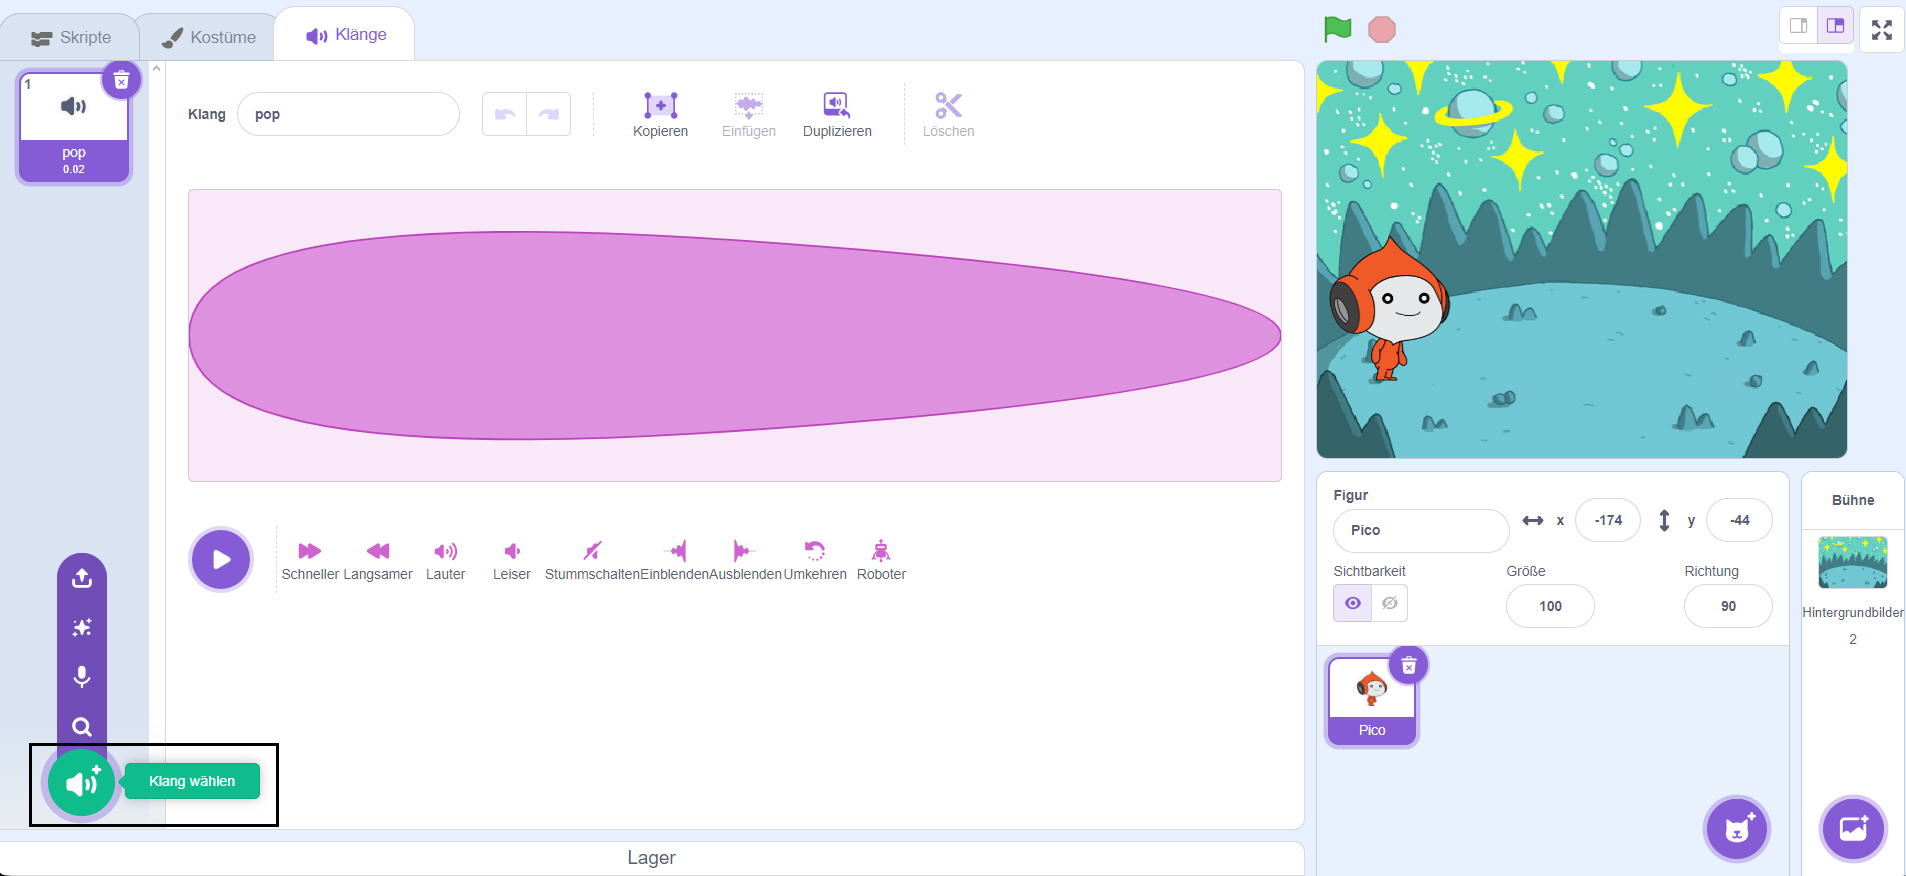 Skripte
Kostüme
Klänge
1
pop
0.02
Klang
pop
Kopieren
Einfügen
Duplizieren
Löschen
Schneller
Langsamer
Lauter
Leiser
Stummschalten
Einblenden
Ausblenden
Umkehren
Roboter
Klang wählen
Lager
Figur
Pico
x
-174
y
-44
Sichtbarkeit
Größe
100
Richtung
90
Pico
Bühne
Hintergrundbilder
2